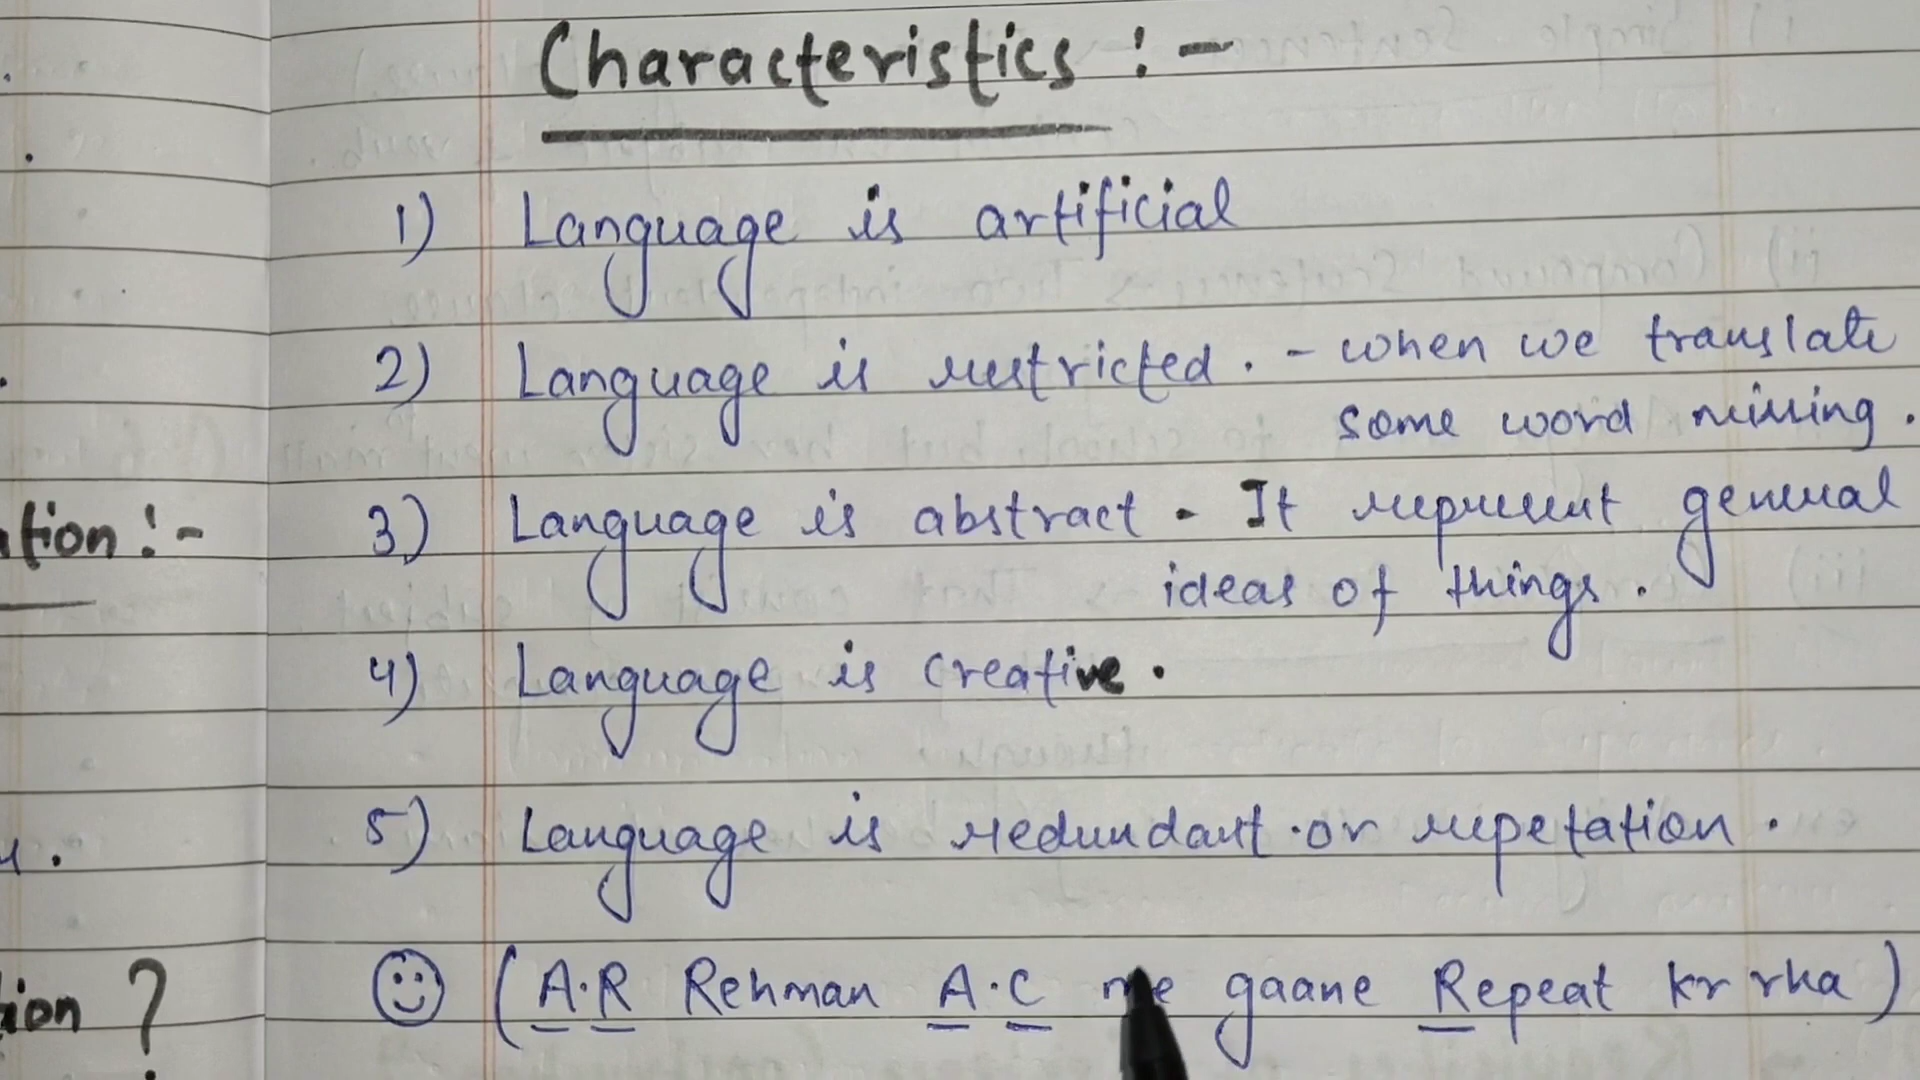 Characteristics :-
1) Language is artificial
2) Language is restricted. - when we translate
some word missing.
3) Language is abstract - It represent general
ideas of things.
ation :-
4) Language is creative.
5) Language is redundant or repetation.
(A.R Rehman A.C me gaane Repeat kr rha)
ion ?